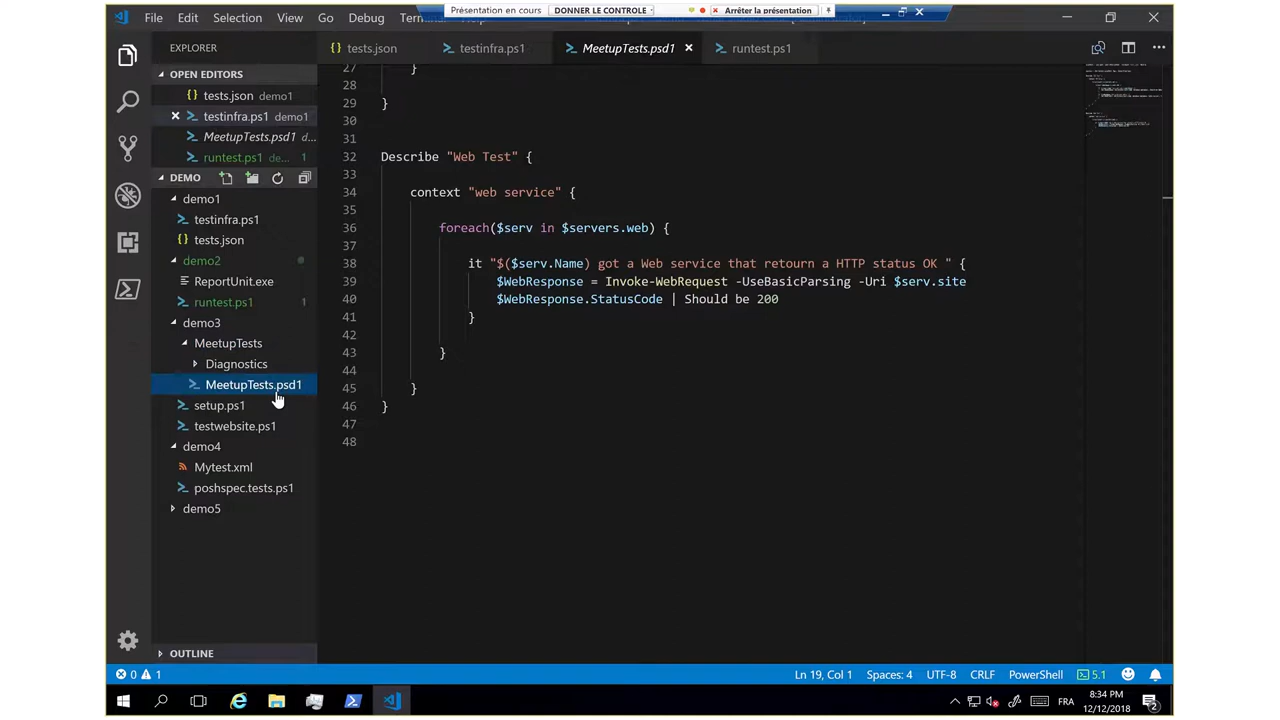 File Edit Selection View Go Debug
Présentation en cours DONNER LE CONTROLE Arrêter la présentation
EXPLORER
tests.json
testinfra.ps1
MeetupTests.psd1
runtest.ps1
OPEN EDITORS
tests.json demo1
testinfra.ps1 demo1
MeetupTests.psd1 d...
runtest.ps1 de... 1
DEMO
demo1
testinfra.ps1
tests.json
demo2
ReportUnit.exe
runtest.ps1 1
demo3
MeetupTests
Diagnostics
MeetupTests.psd1
setup.ps1
testwebsite.ps1
demo4
Mytest.xml
poshspec.tests.ps1
demo5
OUTLINE
27 }
28
29 }
30
31
32 Describe "Web Test" {
33
34 context "web service" {
35
36 foreach($serv in $servers.web) {
37
38 it "$($serv.Name) got a Web service that retourn a HTTP status OK " {
39 $WebResponse = Invoke-WebRequest -UseBasicParsing -Uri $serv.site
40 $WebResponse.StatusCode | Should be 200
41 }
42
43 }
44
45 }
46 }
47
48
0 1 Ln 19, Col 1 Spaces: 4 UTF-8 CRLF PowerShell 5.1
FRA 8:34 PM
12/12/2018 2